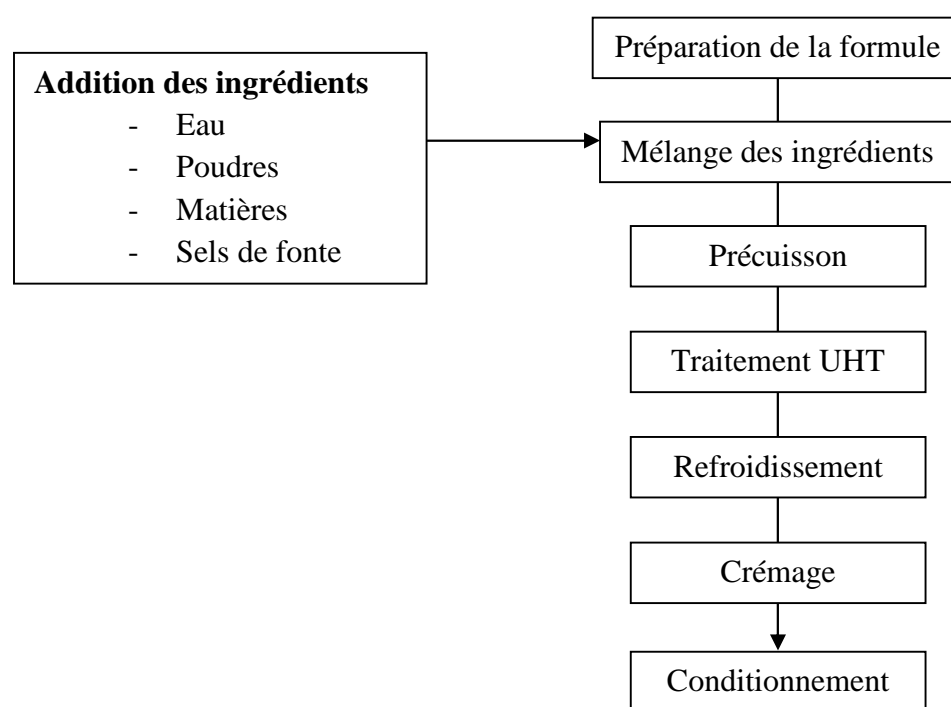 Préparation de la formule
Addition des ingrédients
- Eau
- Poudres
- Matières
- Sels de fonte
Mélange des ingrédients
Précuisson
Traitement UHT
Refroidissement
Crémage
Conditionnement